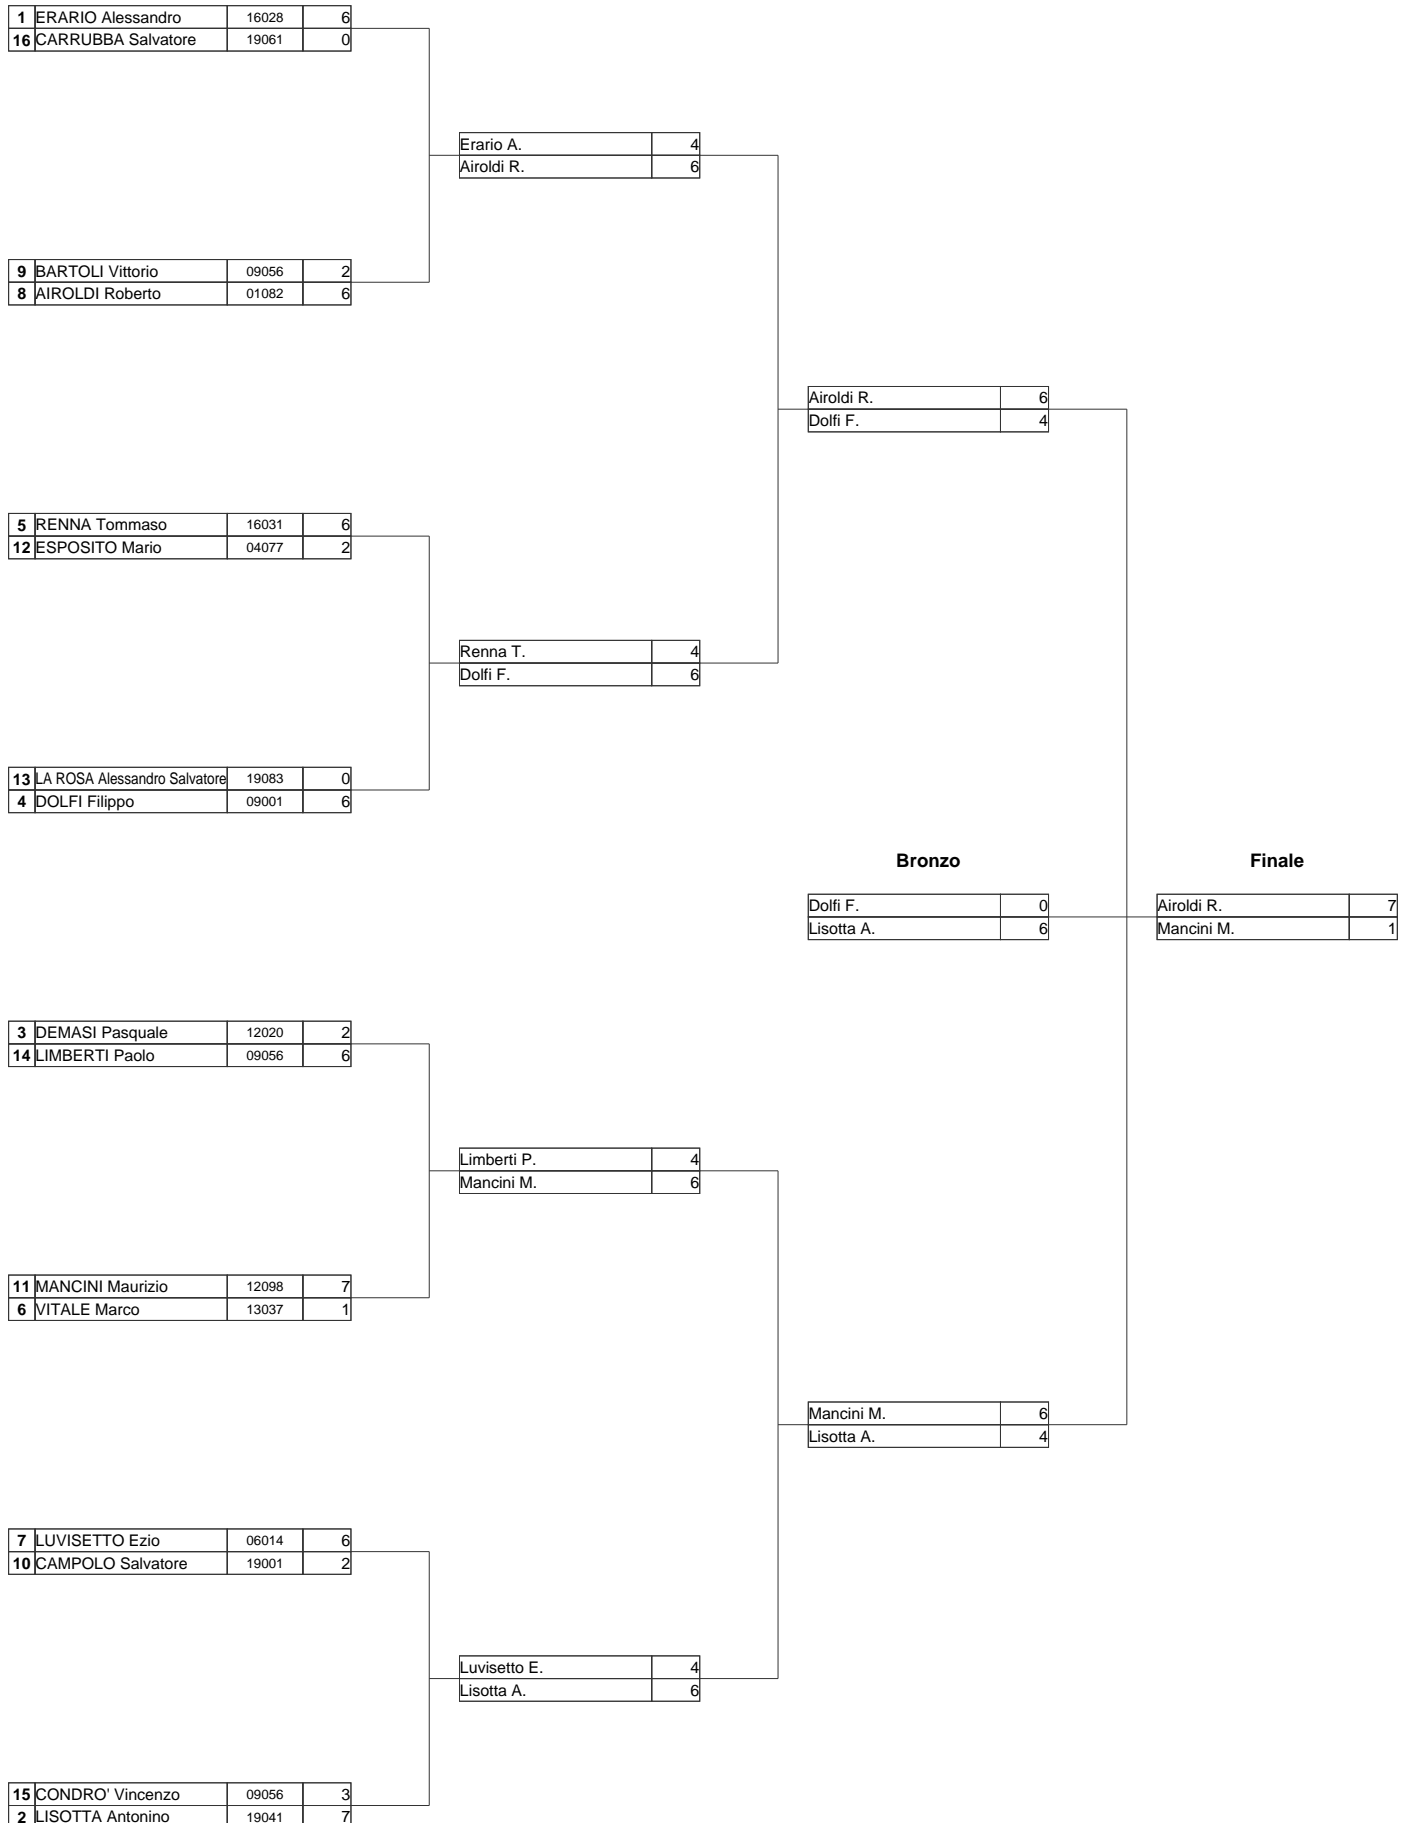 1 ERARIO Alessandro 16028 6
16 CARRUBBA Salvatore 19061 0
Erario A. 4
Airoldi R. 6
9 BARTOLI Vittorio 09056 2
8 AIROLDI Roberto 01082 6
Airoldi R. 6
Dolfi F. 4
5 RENNA Tommaso 16031 6
12 ESPOSITO Mario 04077 2
Renna T. 4
Dolfi F. 6
13 LA ROSA Alessandro Salvatore 19083 0
4 DOLFI Filippo 09001 6
Bronzo Finale
Dolfi F. 0 Airoldi R. 7
Lisotta A. 6 Mancini M. 1
3 DEMASI Pasquale 12020 2
14 LIMBERTI Paolo 09056 6
Limberti P. 4
Mancini M. 6
11 MANCINI Maurizio 12098 7
6 VITALE Marco 13037 1
Mancini M. 6
Lisotta A. 4
7 LUVISETTO Ezio 06014 6
10 CAMPOLO Salvatore 19001 2
Luvisetto E. 4
Lisotta A. 6
15 CONDRO' Vincenzo 09056 3
2 LISOTTA Antonino 19041 7